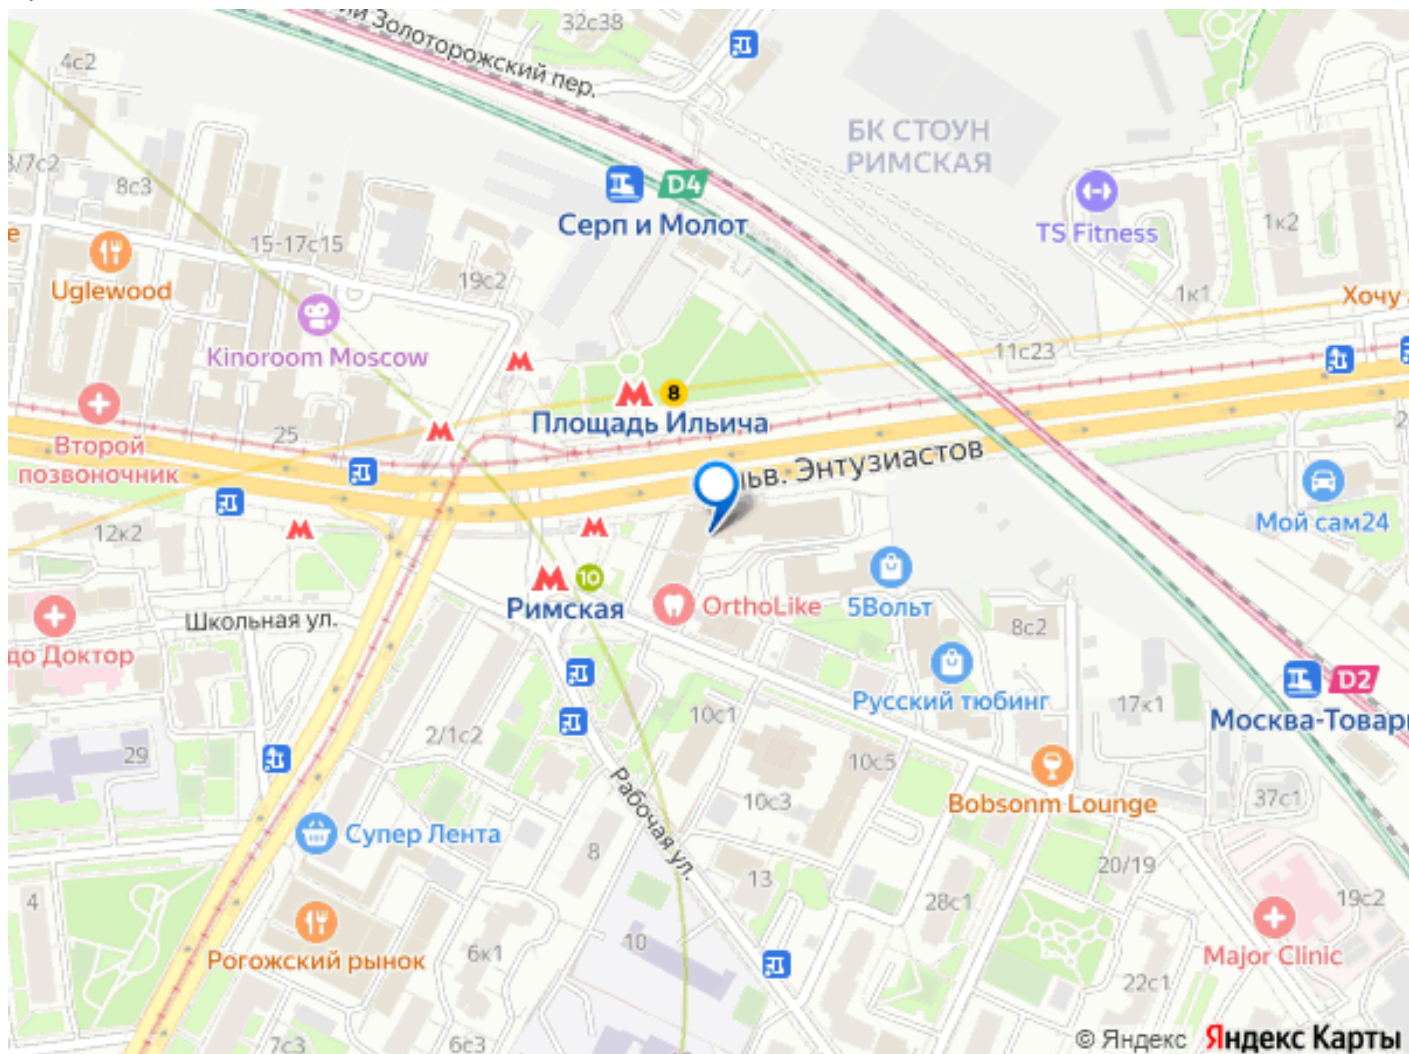 32с38
ий Золоторожский пер.
4с2
БК СТОУН
РИМСКАЯ
3/7с2
8с3
D4
Серп и Молот
TS Fitness
1к2
15-17с15
19с2
Uglewood
1к1
Хочу
Kinoroom Moscow
11с23
8
Площадь Ильича
Второй
позвоночник
25
ьв. Энтузиастов
12к2
Мой сам24
10
Римская
OrthoLike
5Вольт
Школьная ул.
8с2
до Доктор
D2
Русский тюбинг
17к1
Москва-Товар
10с1
2/1с2
29
10с5
Bobsonm Lounge
10с3
37с1
Рабочая ул.
Супер Лента
8
20/19
13
4
28с1
19с2
Рогожский рынок
6к1
10
Major Clinic
22с1
7с3
6с3
© Яндекс Яндекс Карты